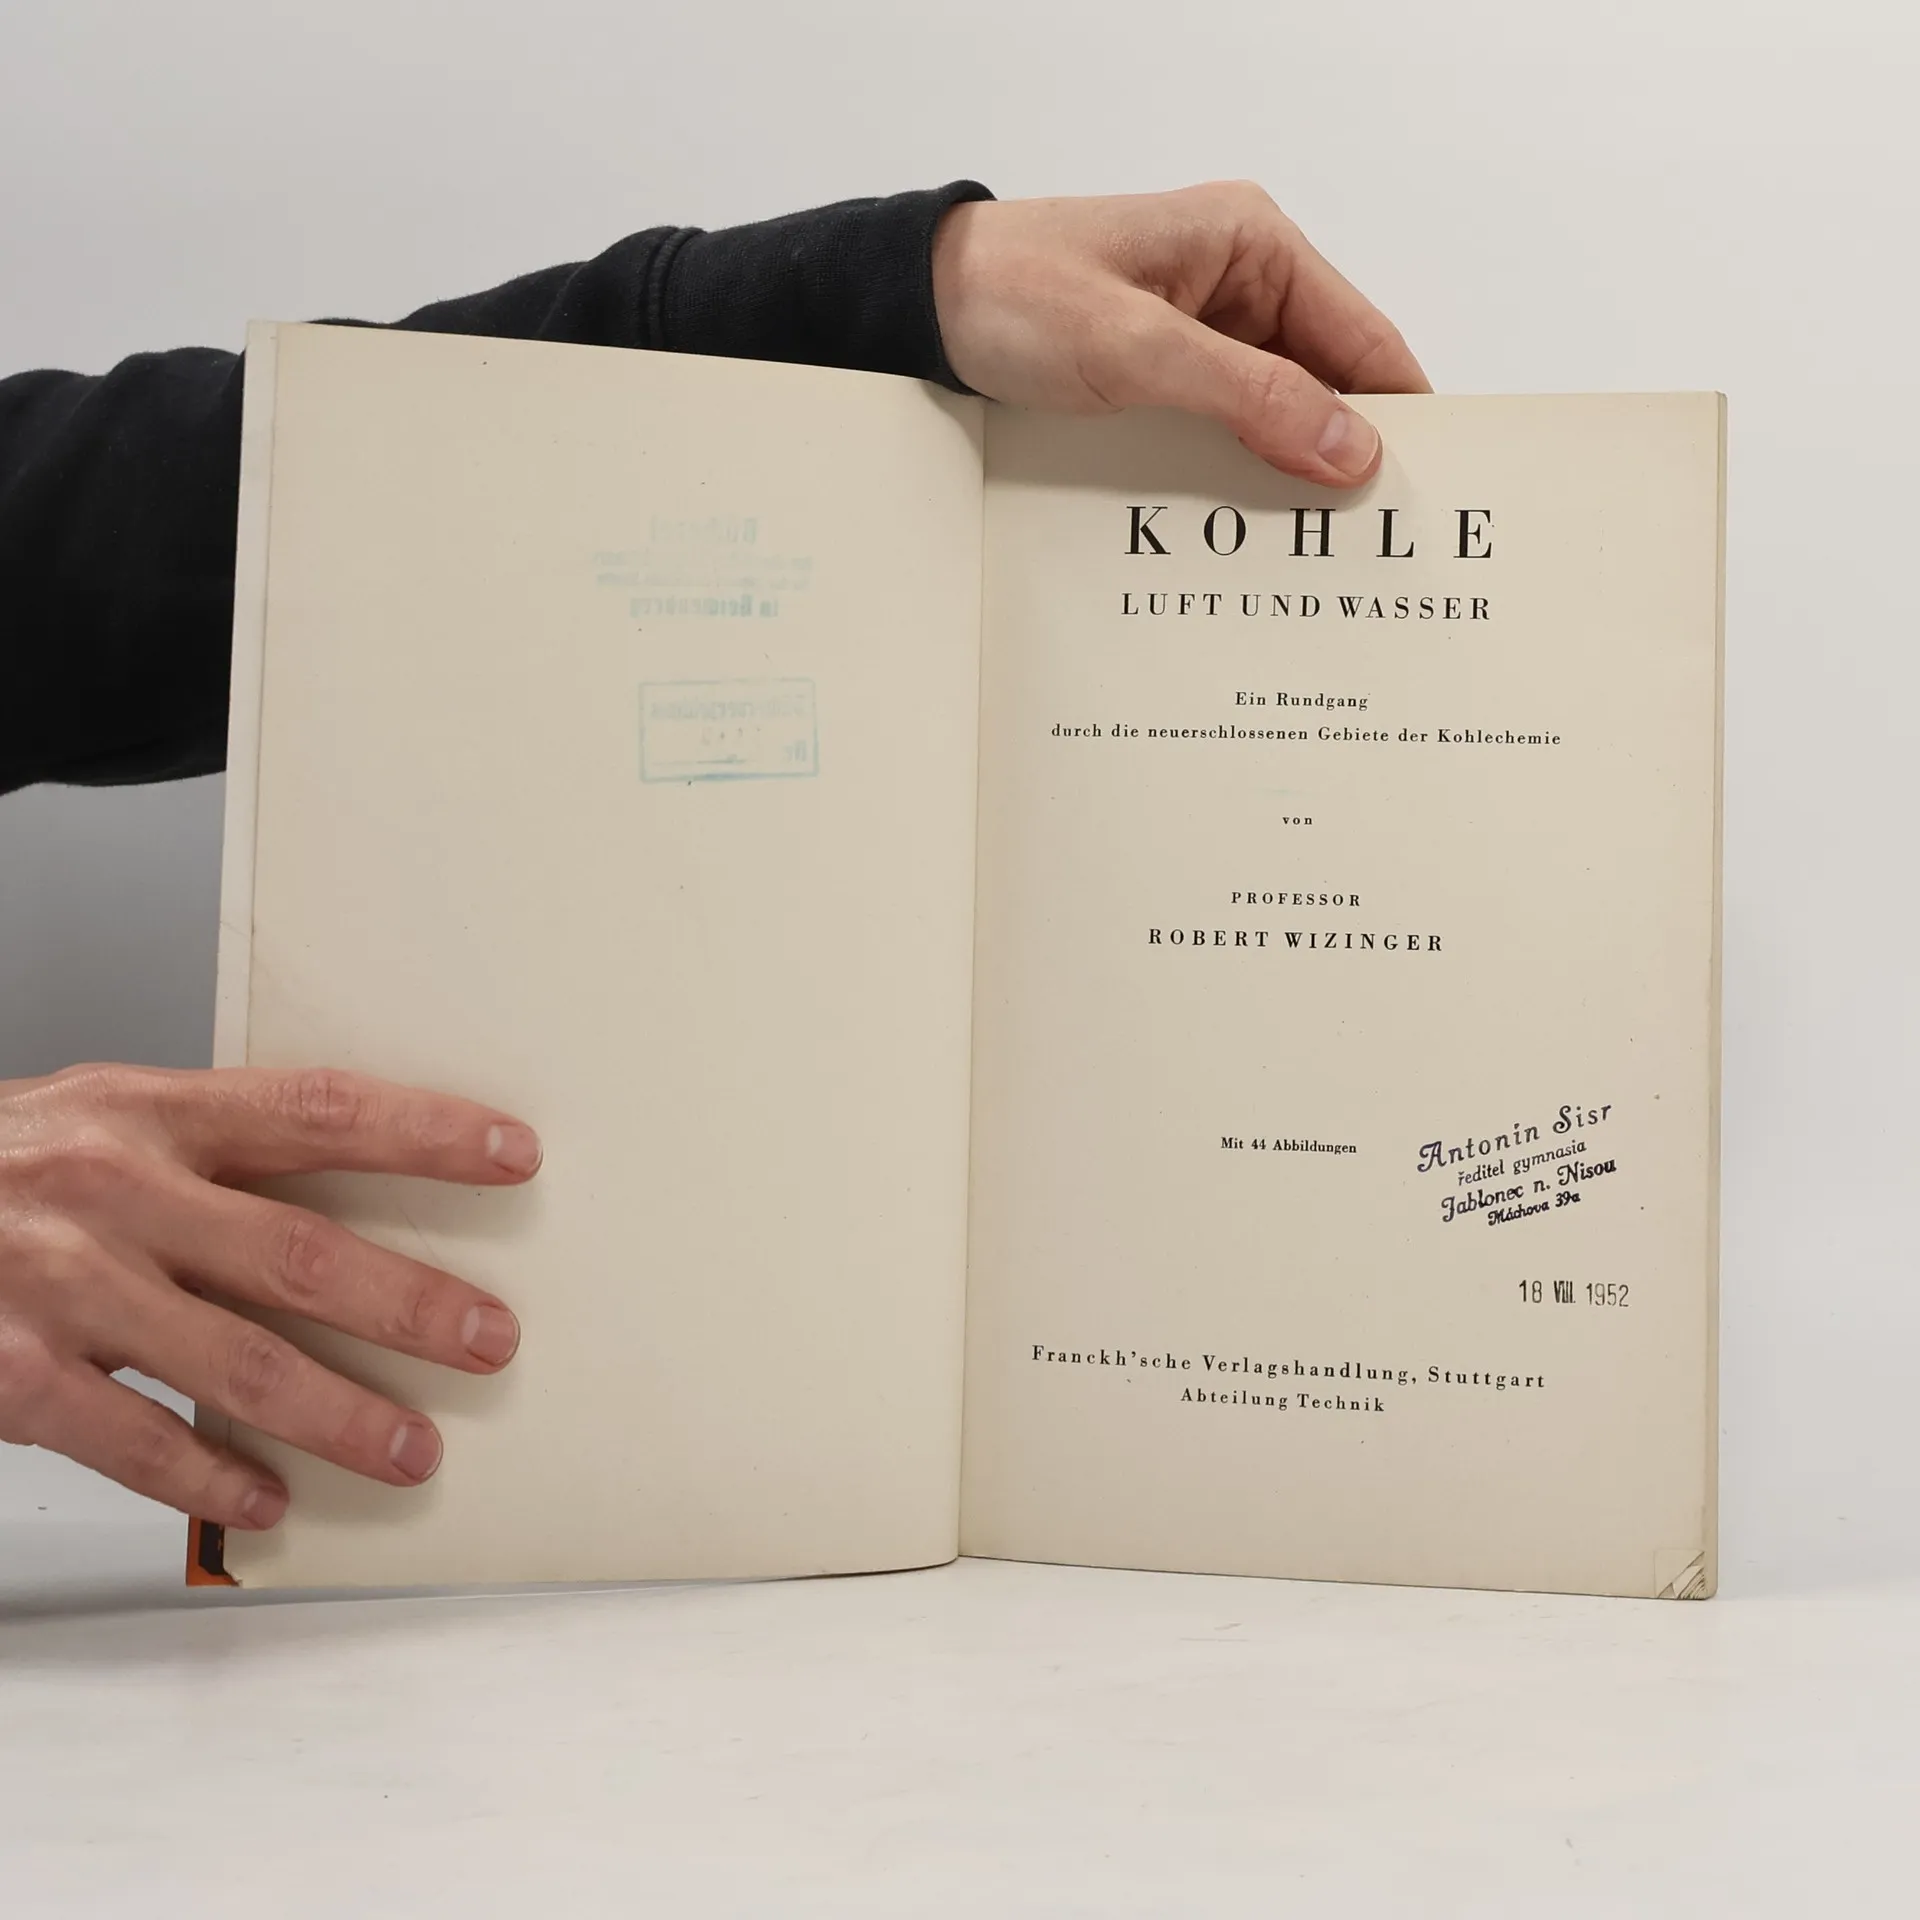 KOHLE
LUFT UND WASSER
Ein Rundgang
durch die neuerschlossenen Gebiete der Kohlechemie
von
PROFESSOR
ROBERT WIZINGER
Mit 44 Abbildungen
Antonín Sisr
ředitel gymnasia
Jablonec n. Nisou
Máchova 39a
18 VIII. 1952
Franckh'sche Verlagshandlung, Stuttgart
Abteilung Technik